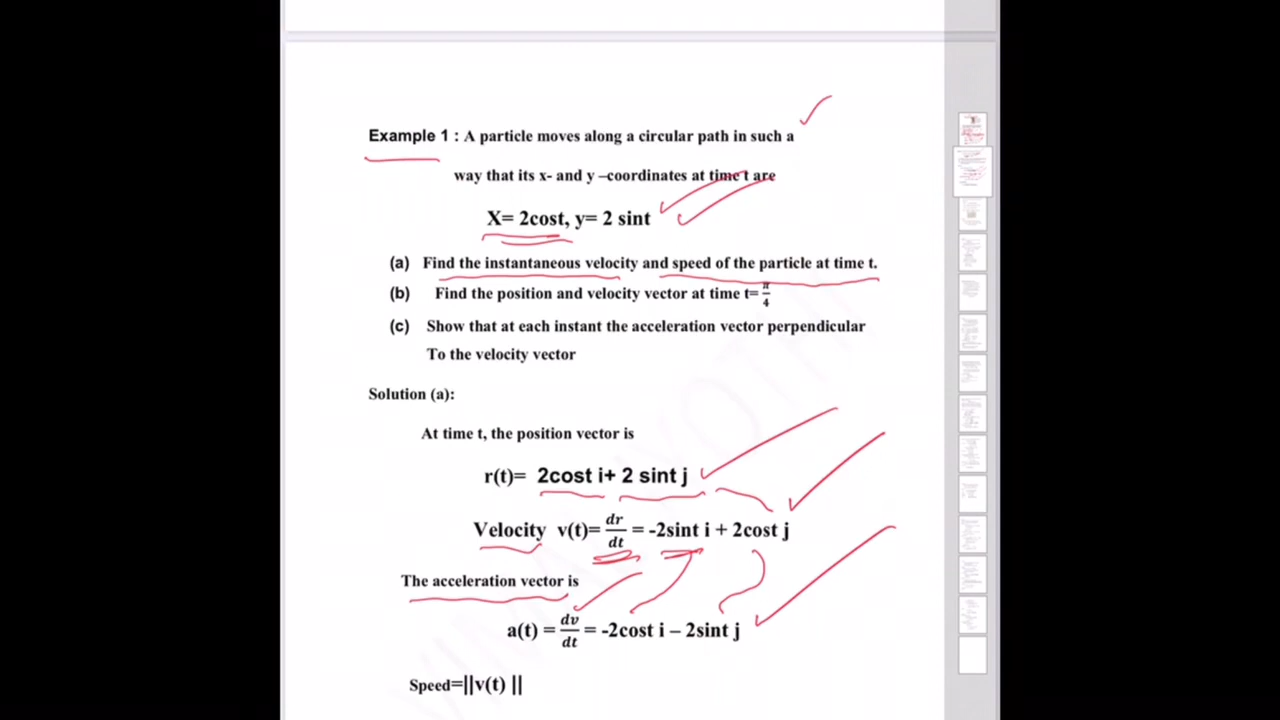 Example 1 : A particle moves along a circular path in such a
way that its x- and y –coordinates at time t are
X= 2cost, y= 2 sint
(a) Find the instantaneous velocity and speed of the particle at time t.
(b) Find the position and velocity vector at time t= π/4
(c) Show that at each instant the acceleration vector perpendicular
To the velocity vector
Solution (a):
At time t, the position vector is
r(t)= 2cost i+ 2 sint j
Velocity v(t)= dr/dt = -2sint i + 2cost j
The acceleration vector is
a(t) = dv/dt = -2cost i – 2sint j
Speed=||v(t) ||